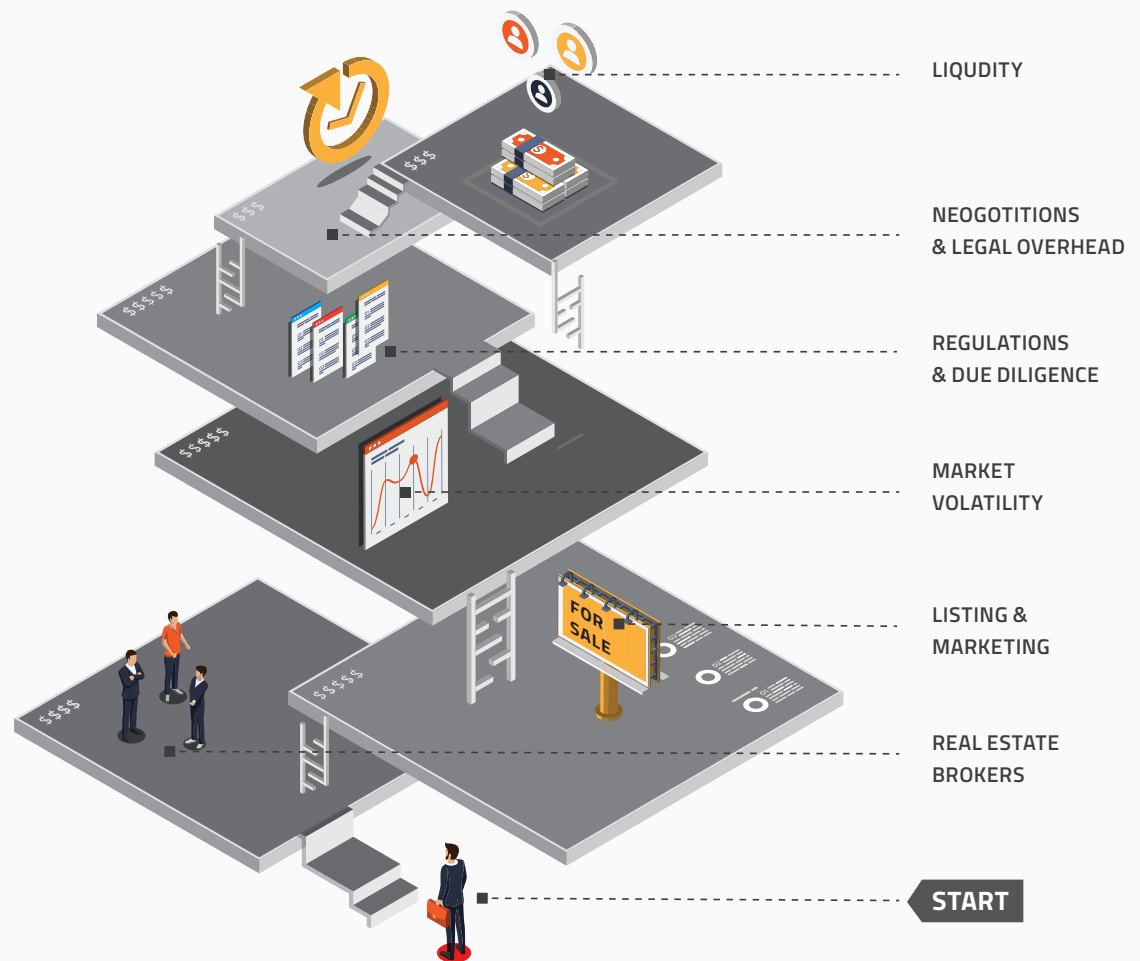 LIQUDITY
$$$
$$$
NEOGOTITIONS
& LEGAL OVERHEAD
$$$$$
REGULATIONS
& DUE DILIGENCE
$$$$$
MARKET
VOLATILITY
FOR
SALE
LISTING &
MARKETING
$$$$$
$$$$
REAL ESTATE
BROKERS
START